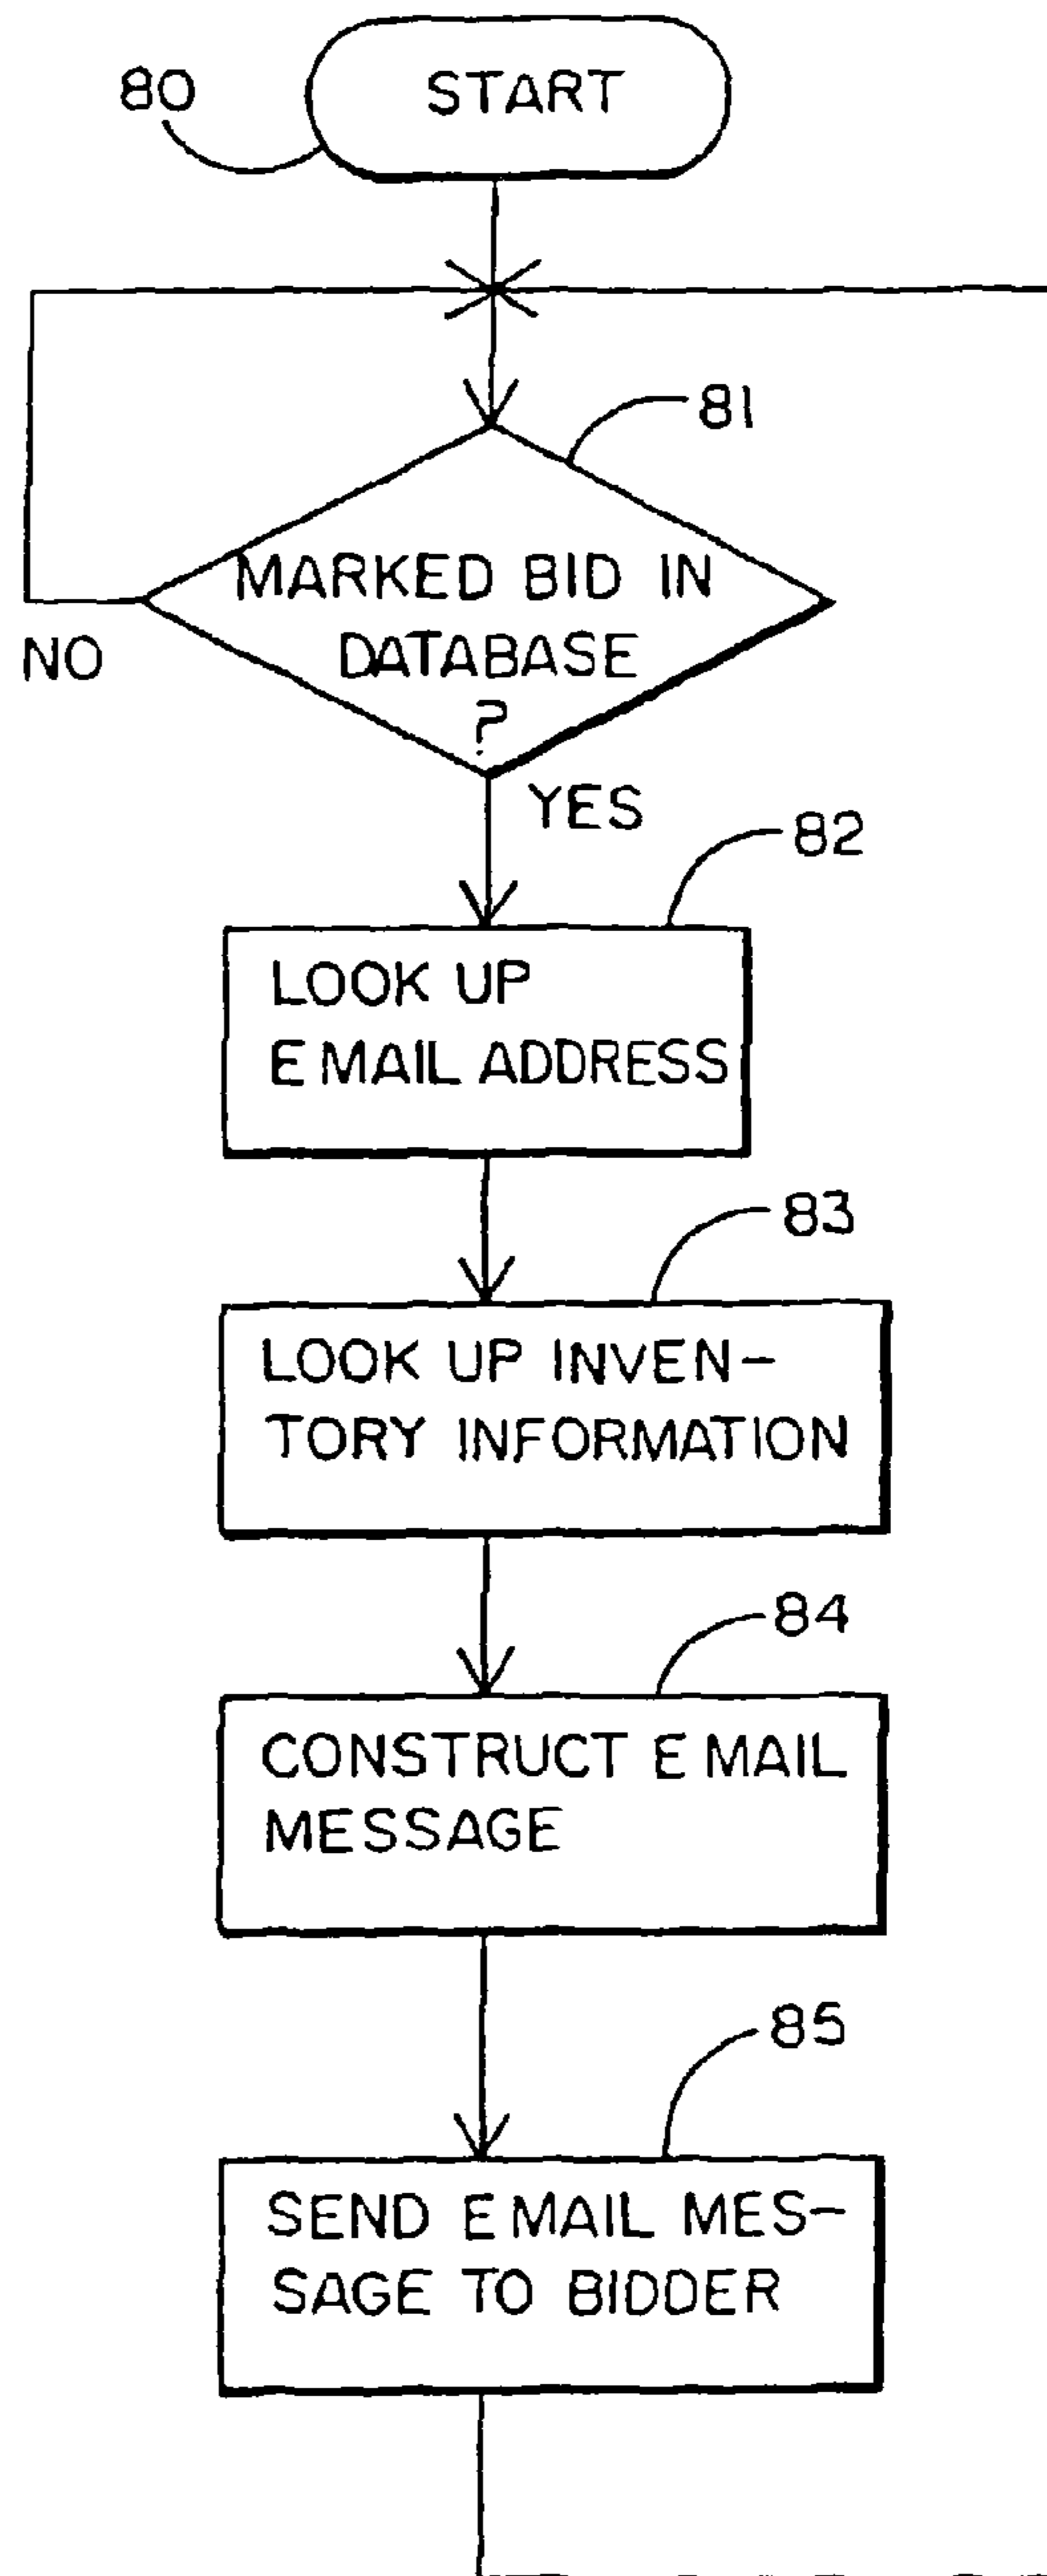 80
START
81
MARKED BID IN
DATABASE
?
NO
YES
82
LOOK UP
E MAIL ADDRESS
83
LOOK UP INVEN-
TORY INFORMATION
84
CONSTRUCT E MAIL
MESSAGE
85
SEND E MAIL MES-
SAGE TO BIDDER